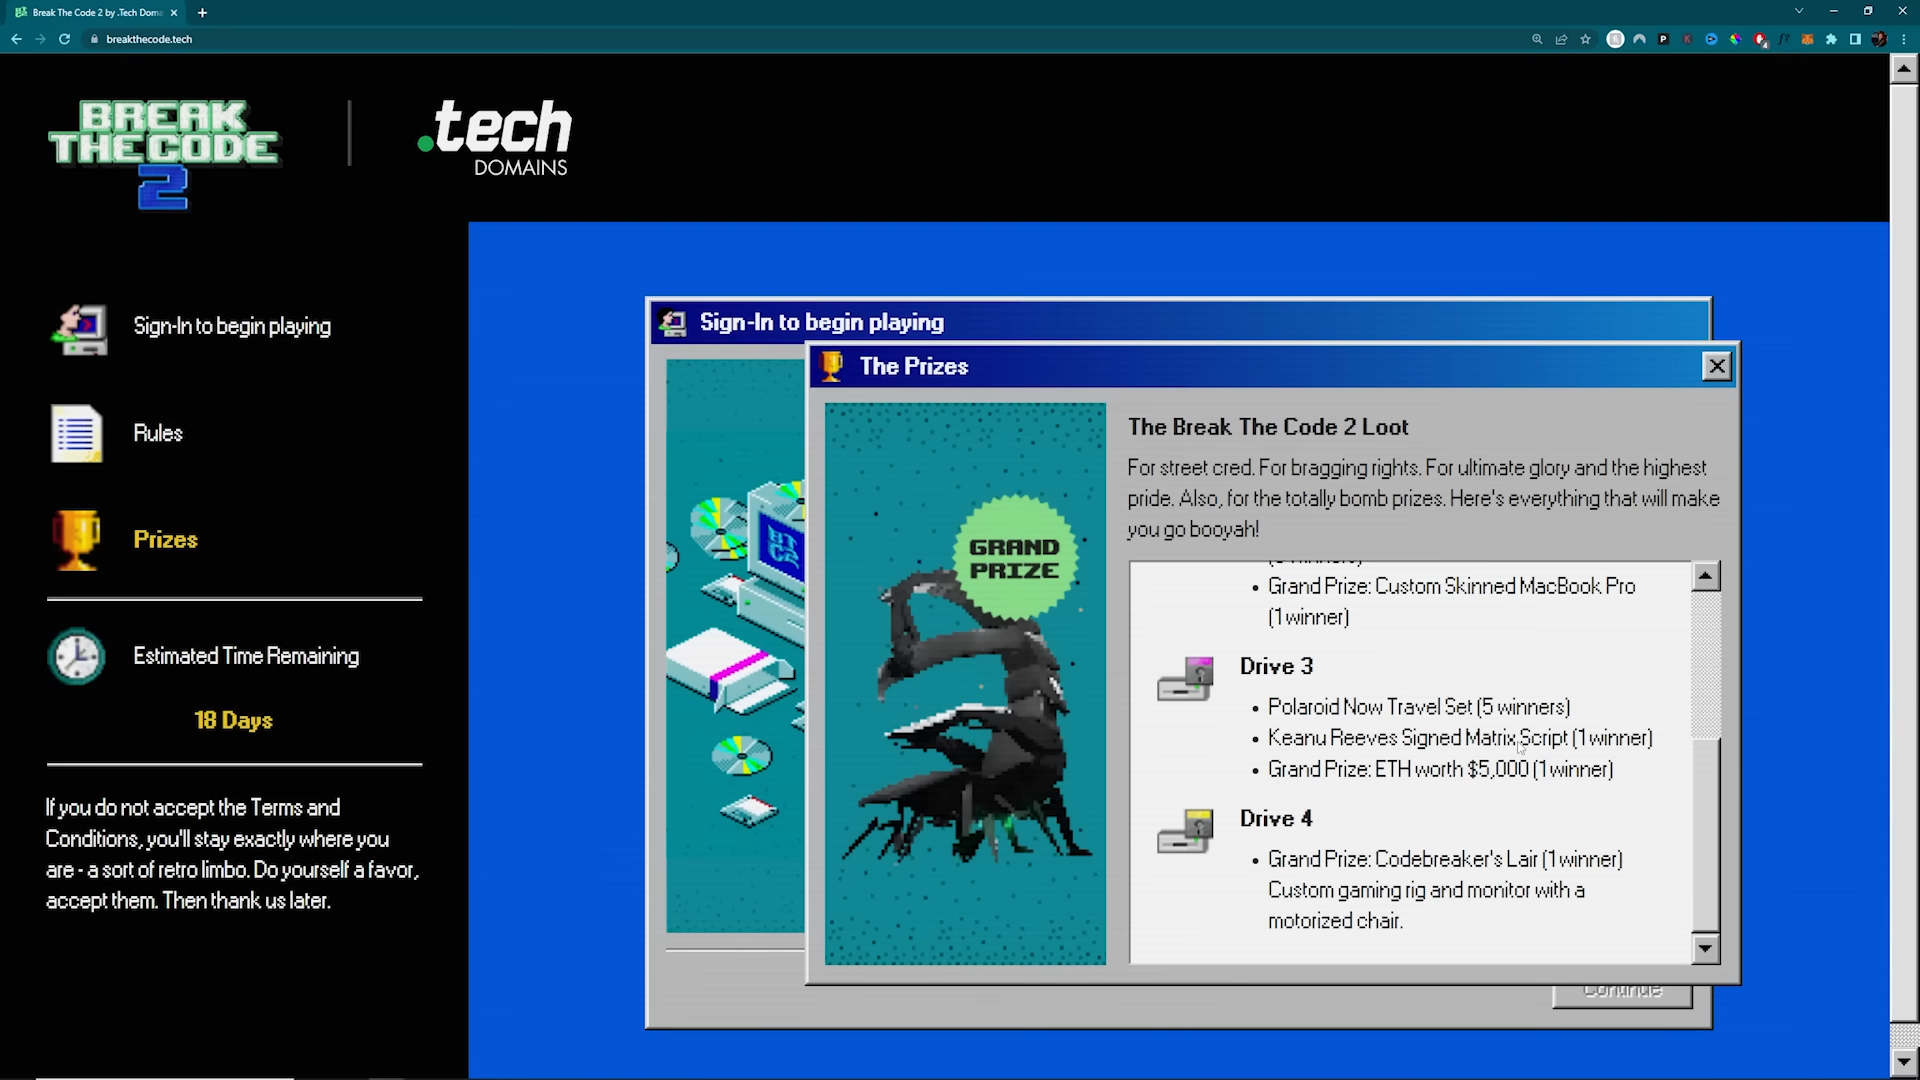 Break The Code 2 by .Tech Doma
breakthecode.tech
BREAK
THE CODE
2
.tech
DOMAINS
Sign-In to begin playing
Rules
Prizes
Estimated Time Remaining
18 Days
If you do not accept the Terms and
Conditions, you'll stay exactly where you
are - a sort of retro limbo. Do yourself a favor,
accept them. Then thank us later.
Sign-In to begin playing
The Prizes
GRAND
PRIZE
The Break The Code 2 Loot
For street cred. For bragging rights. For ultimate glory and the highest
pride. Also, for the totally bomb prizes. Here's everything that will make
you go booyah!
• Grand Prize: Custom Skinned MacBook Pro
(1 winner)
Drive 3
• Polaroid Now Travel Set (5 winners)
• Keanu Reeves Signed Matrix Script (1 winner)
• Grand Prize: ETH worth $5,000 (1 winner)
Drive 4
• Grand Prize: Codebreaker's Lair (1 winner)
Custom gaming rig and monitor with a
motorized chair.
Continue